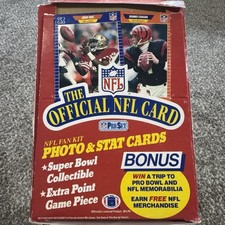 NFL
THE
OFFICIAL NFL CARD
PRO SET
NFL FAN KIT
PHOTO & STAT CARDS
★Super Bowl
Collectible
★Extra Point
Game Piece
BONUS
WIN A TRIP TO
PRO BOWL AND
NFL MEMORABILIA
EARN FREE NFL
MERCHANDISE